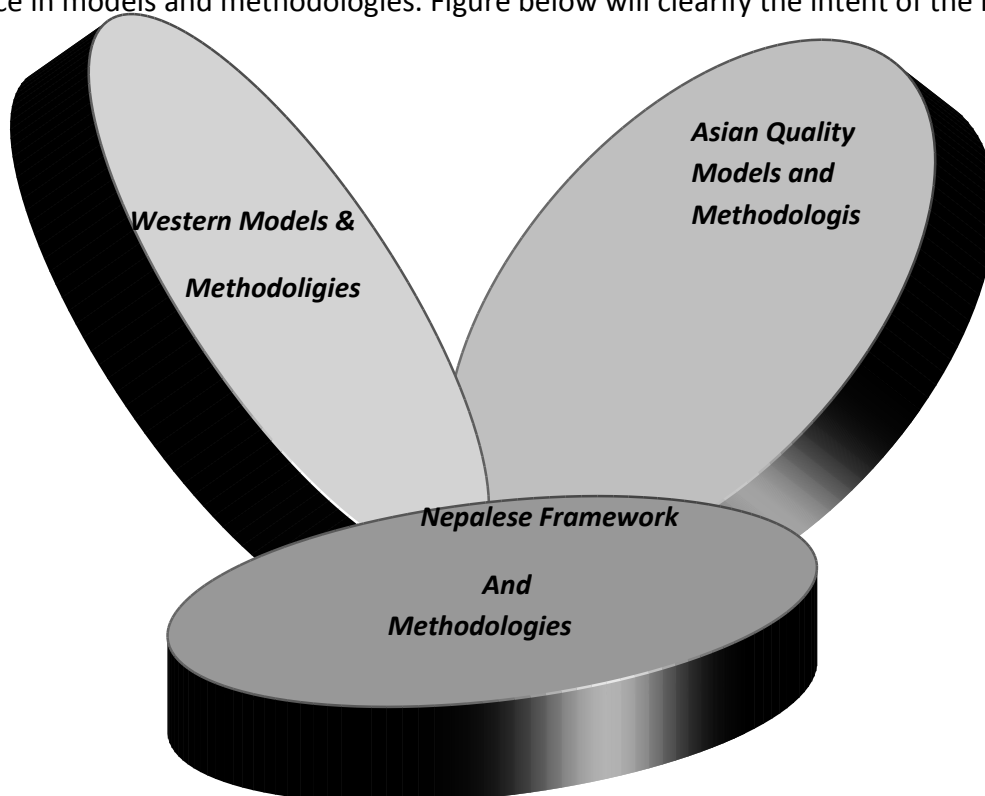 ce in models and methodologies. Figure below will clearify the intent of the
Western Models &
Methodoligies
Asian Quality
Models and
Methodologis
Nepalese Framework
And
Methodologies